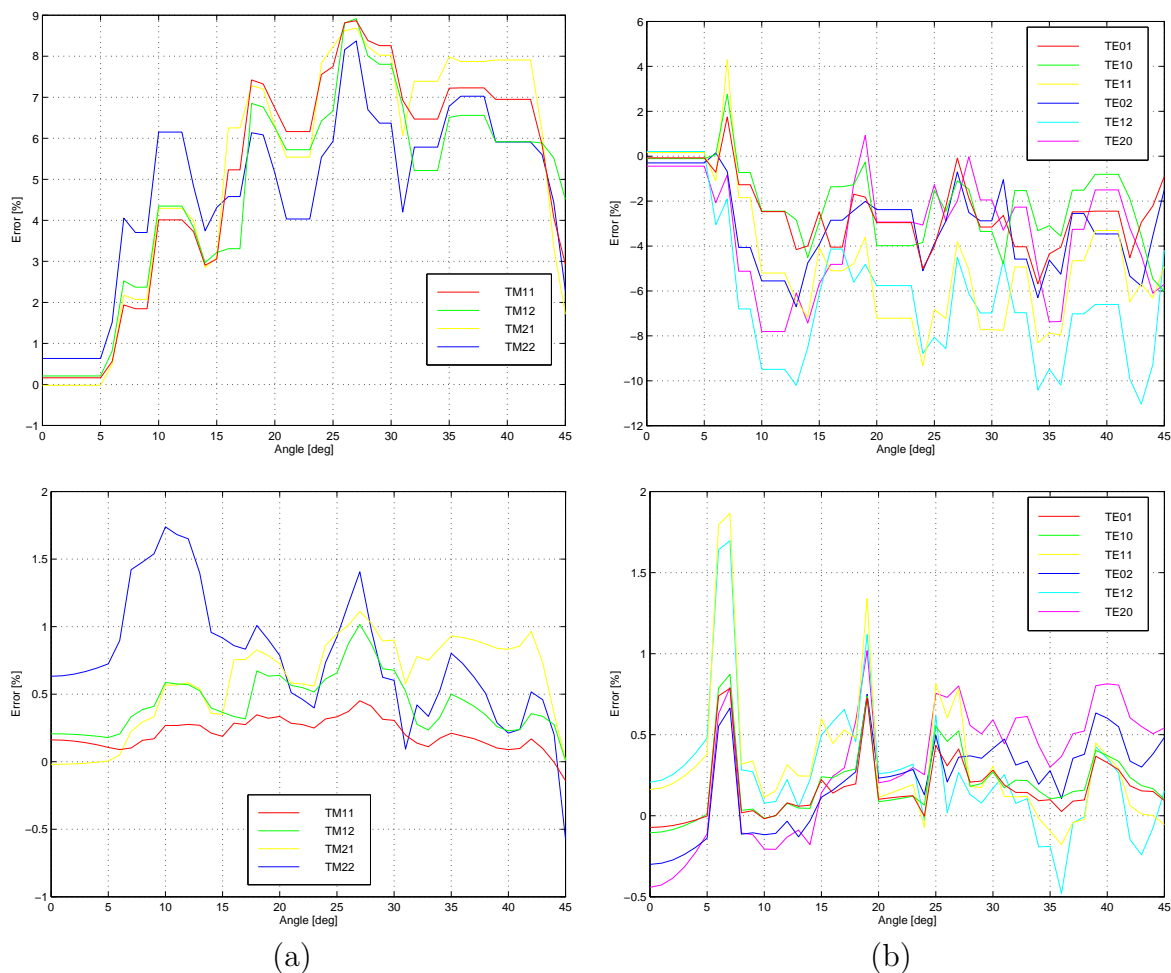 9
8
7
6
5
4
3
2
1
0
−1
Error [%]
0 5 10 15 20 25 30 35 40 45
Angle [deg]
TM11
TM12
TM21
TM22
6
4
2
0
−2
−4
−6
−8
−10
−12
Error [%]
0 5 10 15 20 25 30 35 40 45
Angle [deg]
TE01
TE10
TE11
TE02
TE12
TE20
2
1.5
1
0.5
0
−0.5
−1
Error [%]
0 5 10 15 20 25 30 35 40 45
Angle [deg]
TM11
TM12
TM21
TM22
2
1.5
1
0.5
0
−0.5
Error [%]
0 5 10 15 20 25 30 35 40 45
Angle [deg]
TE01
TE10
TE11
TE02
TE12
TE20
(a) (b)